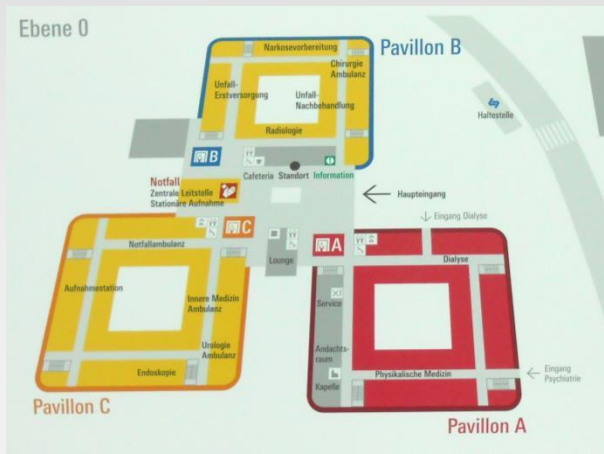 Ebene 0
Pavillon B
Narkosevorbereitung
Chirurgie
Ambulanz
Unfall-
Erstversorgung
Unfall-
Nachbehandlung
Radiologie
Haltestelle
B
Cafeteria
Standort
Information
Notfall
Zentrale Leitstelle
Stationäre Aufnahme
Haupteingang
C
Eingang Dialyse
A
Notfallambulanz
Lounge
Dialyse
Aufnahmestation
Innere Medizin
Ambulanz
Service
Urologie
Ambulanz
Andachts-
raum
Endoskopie
Kapelle
Physikalische Medizin
Eingang
Psychiatrie
Pavillon C
Pavillon A